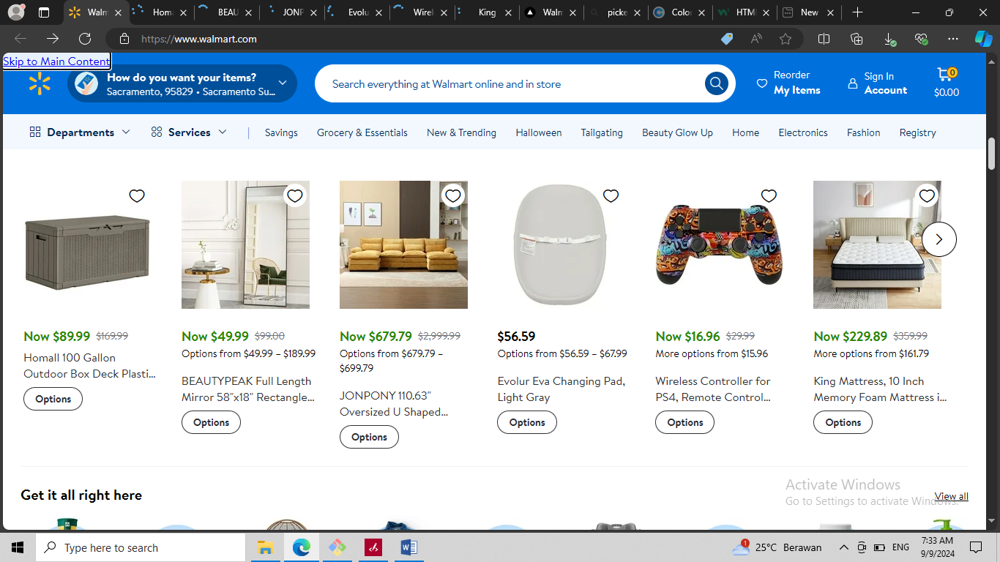 Walm
Hom
BEAU
JONP
Evolu
Wirel
King
Walm
picke
Color
HTM
New
https://www.walmart.com
Skip to Main Content
How do you want your items?
Sacramento, 95829 • Sacramento Su...
Search everything at Walmart online and in store
Reorder
My Items
Sign In
Account
0
$0.00
Departments
Services
Savings
Grocery & Essentials
New & Trending
Halloween
Tailgating
Beauty Glow Up
Home
Electronics
Fashion
Registry
Now $89.99 $169.99
Homall 100 Gallon
Outdoor Box Deck Plasti...
Options
Now $49.99 $99.00
Options from $49.99 – $189.99
BEAUTYPEAK Full Length
Mirror 58"x18" Rectangle...
Options
Now $679.79 $2,999.99
Options from $679.79 –
$699.79
JONPONY 110.63"
Oversized U Shaped...
Options
$56.59
Options from $56.59 – $67.99
Evolur Eva Changing Pad,
Light Gray
Options
Now $16.96 $29.99
More options from $15.96
Wireless Controller for
PS4, Remote Control...
Options
Now $229.89 $359.99
More options from $161.79
King Mattress, 10 Inch
Memory Foam Mattress i...
Options
Get it all right here
View all
Activate Windows
Go to Settings to activate Windows.
Type here to search
1
25°C Berawan
ENG
7:33 AM
9/9/2024